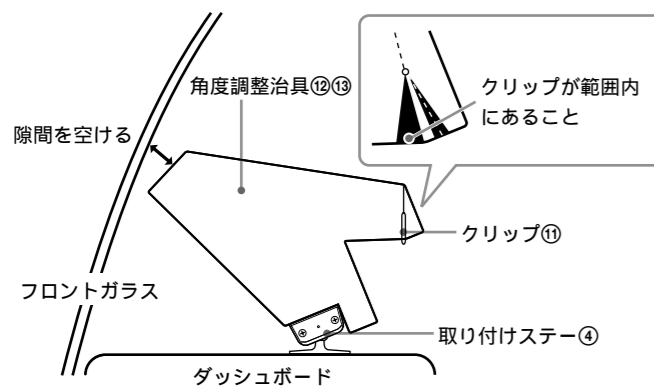 角度調整治具⑫⑬
クリップが範囲内
にあること
隙間を空ける
クリップ⑪
フロントガラス
取り付けステー④
ダッシュボード